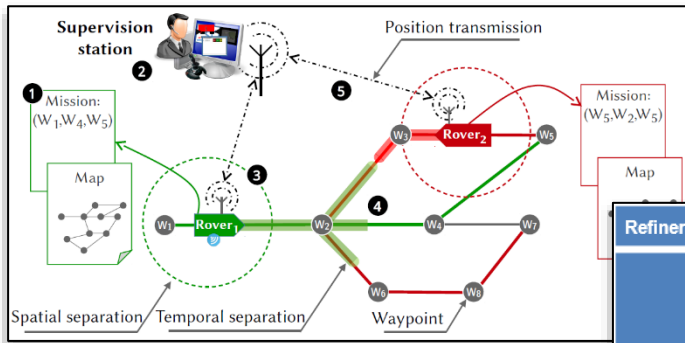 Supervision
station
Position transmission
2
5
1
Mission:
(W1,W4,W5)
Map
3
Rover1
W1
W2
4
W3
Rover2
W5
W4
W7
W6
W8
Mission:
(W5,W2,W5)
Map
Refiner
Spatial separation
Temporal separation
Waypoint